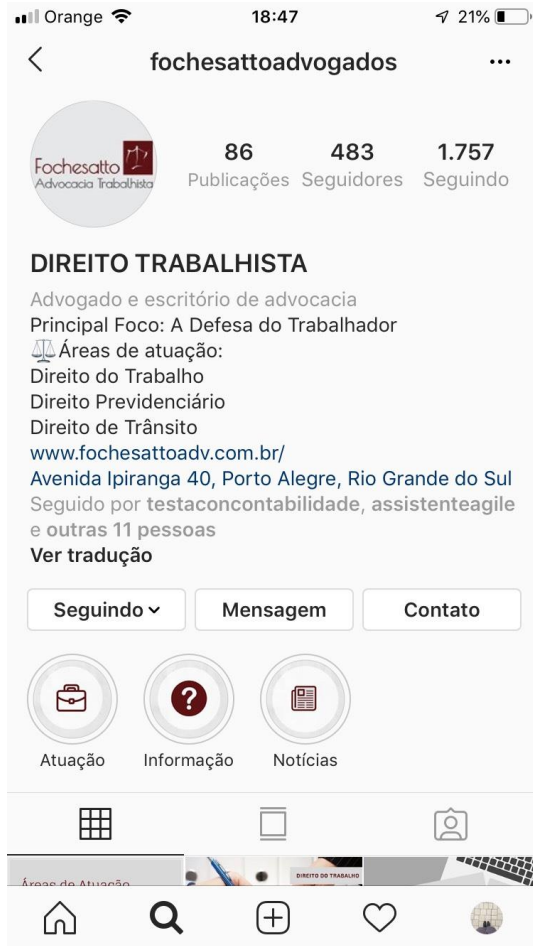 Orange 18:47 21%
fochesattoadvogados
Fochesatto
Advocacia Trabalhista
86 483 1.757
Publicações Seguidores Seguindo
DIREITO TRABALHISTA
Advogado e escritório de advocacia
Principal Foco: A Defesa do Trabalhador
⚖️Áreas de atuação:
Direito do Trabalho
Direito Previdenciário
Direito de Trânsito
www.fochesattoadv.com.br/
Avenida Ipiranga 40, Porto Alegre, Rio Grande do Sul
Seguido por testaconcontabilidade, assistenteagile
e outras 11 pessoas
Ver tradução
Seguindo Mensagem Contato
?
Atuação Informação Notícias
Áreas de Atuação DIREITO DO TRABALHO